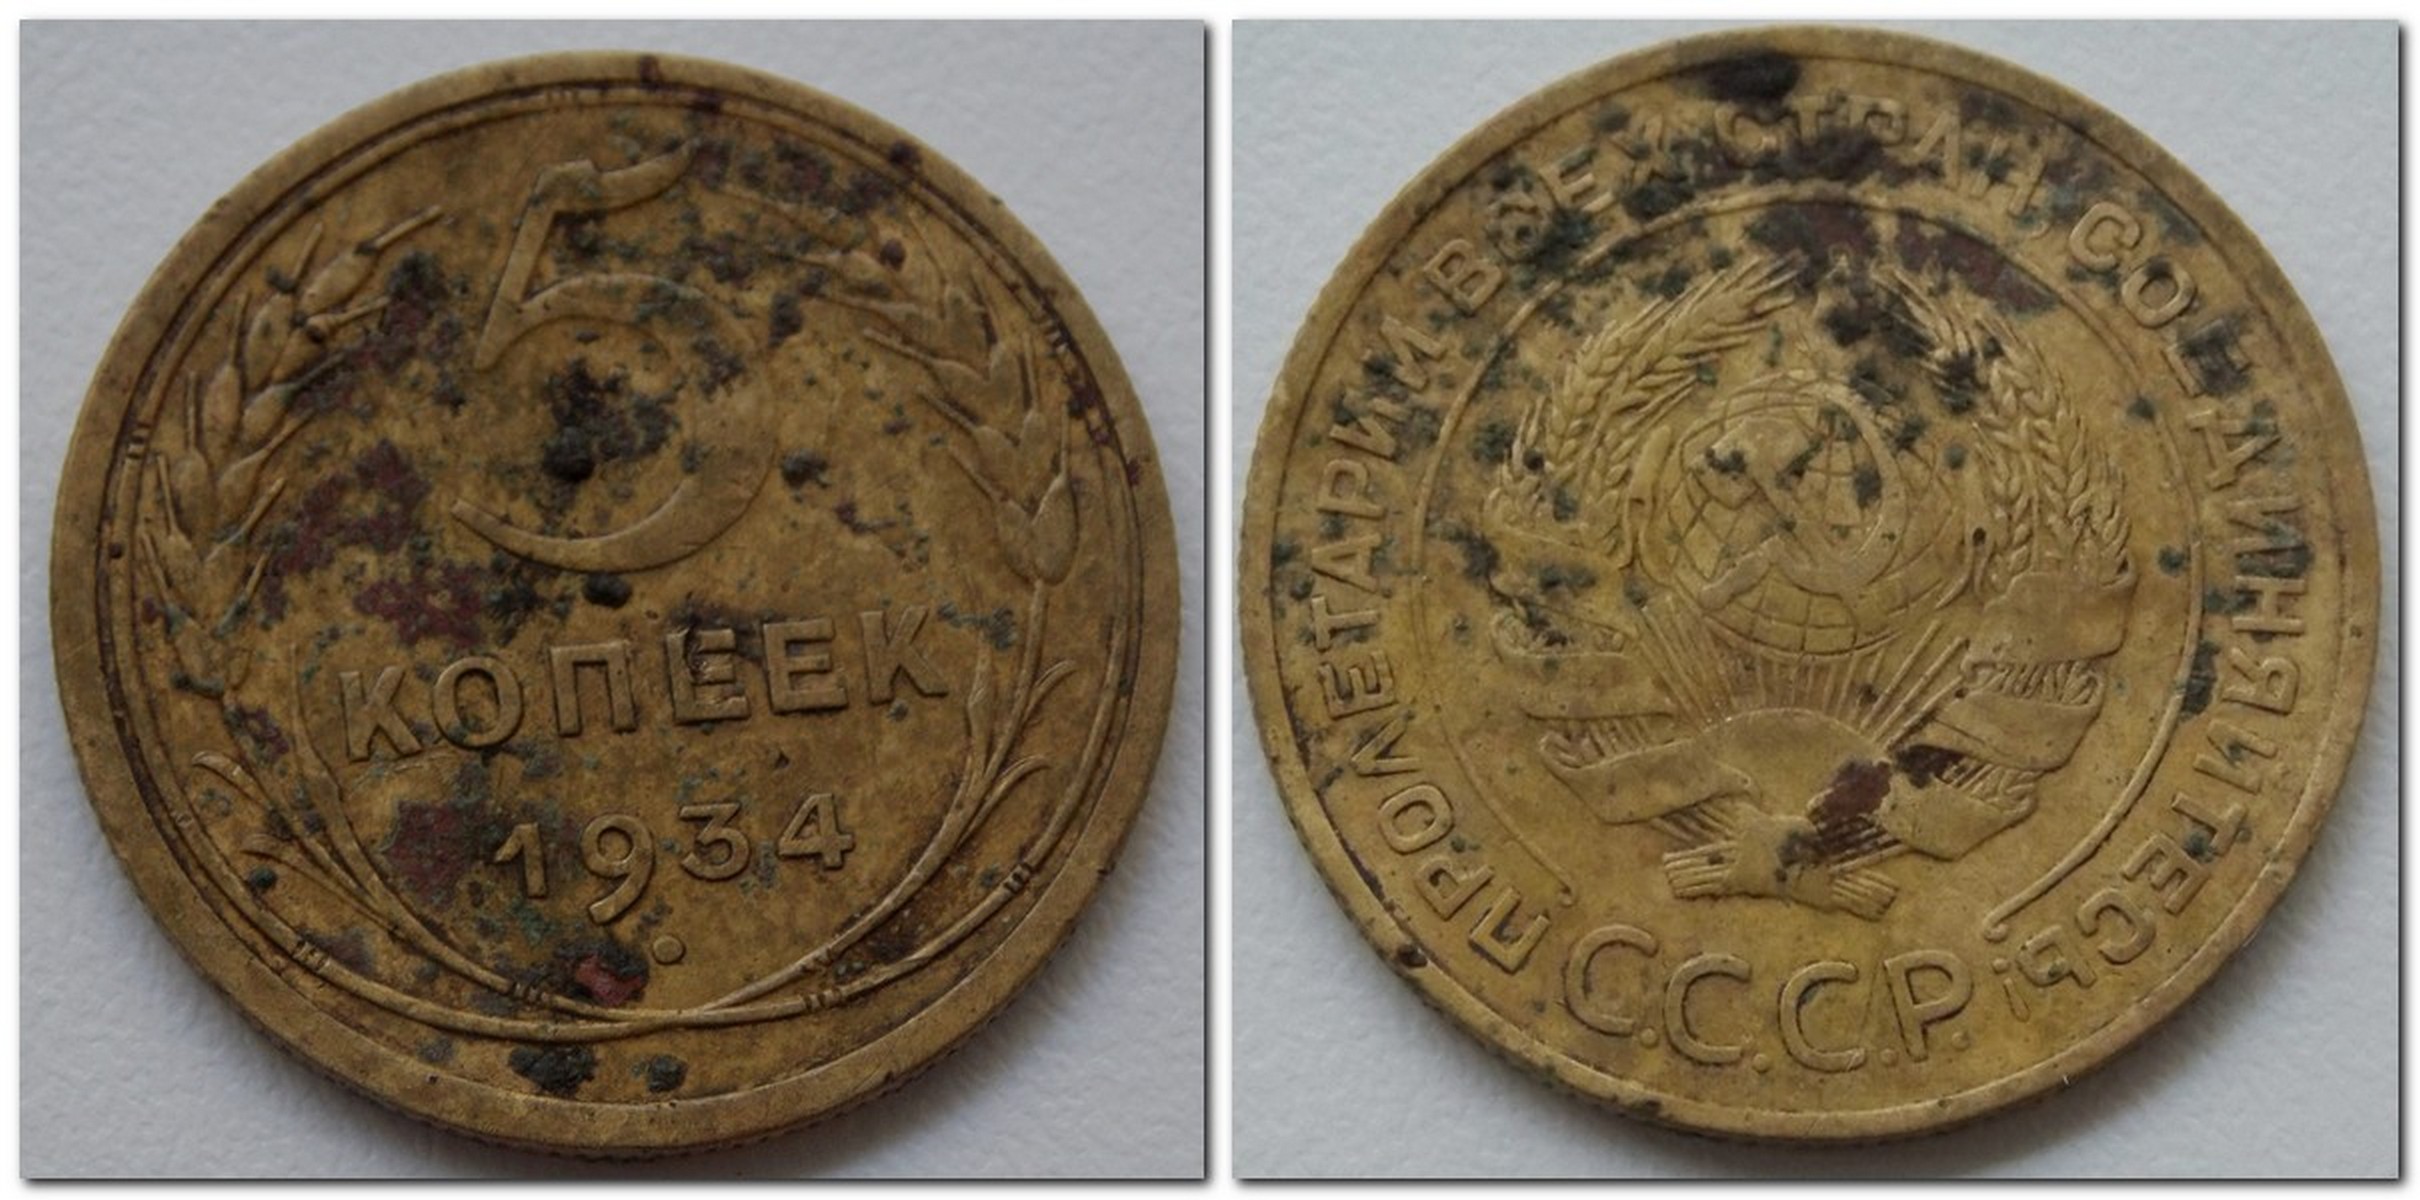 5
КОПЕЕК
1934
ПРОЛЕТАРИИ ВСЕХ СТРАН, СОЕДИНЯЙТЕСЬ!
С.С.С.Р.